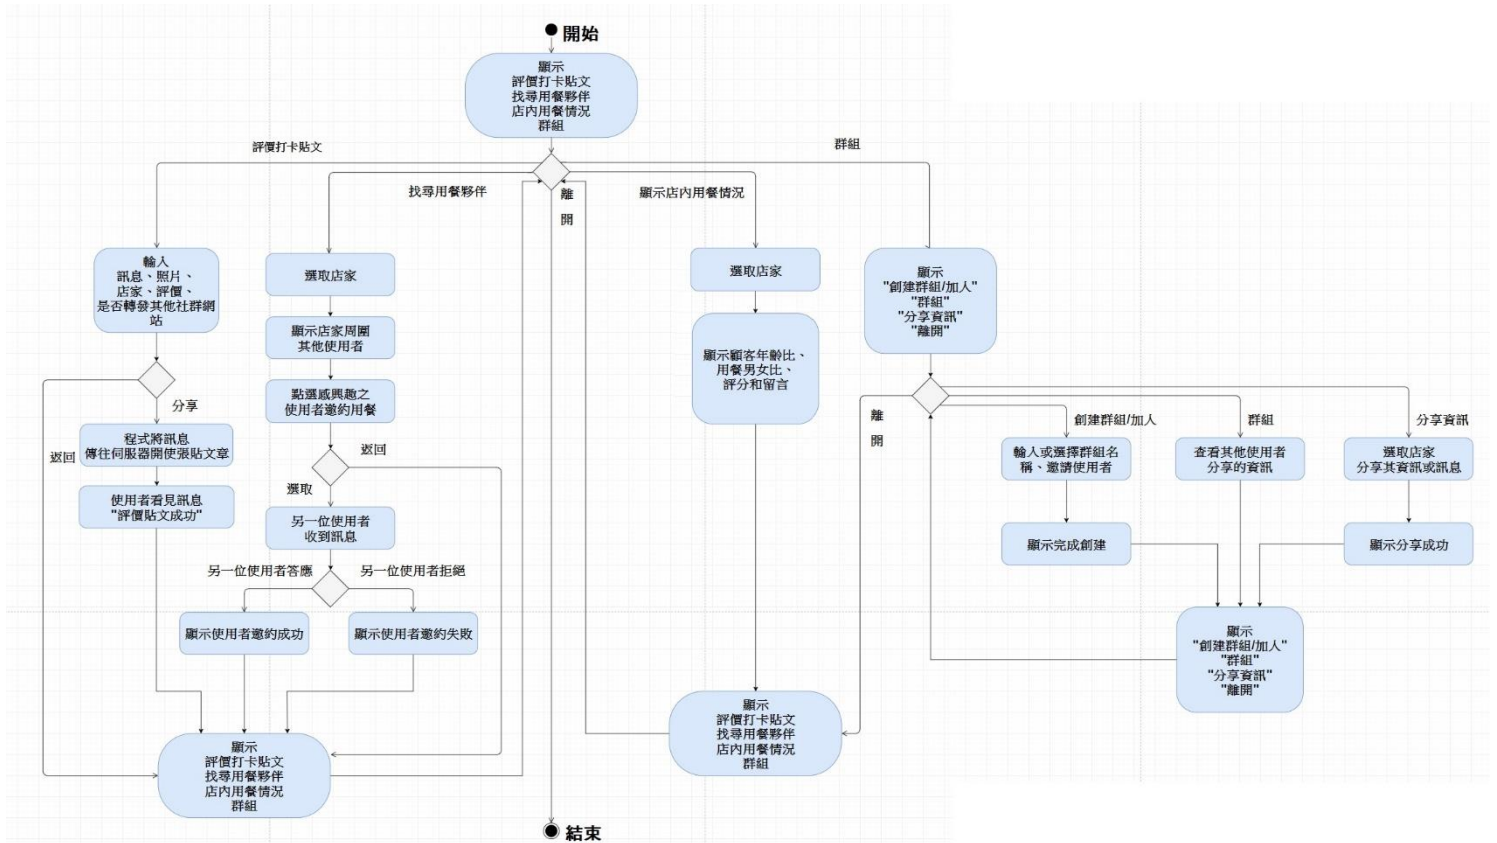 開始
顯示
評價打卡貼文
找尋用餐夥伴
店內用餐情況
群組
評價打卡貼文
群組
找尋用餐夥伴
離
開
顯示店內用餐情況
輸入
訊息、照片、
店家、評價、
是否轉發其他社群網
站
選取店家
選取店家
顯示
"創建群組/加人"
"群組"
"分享資訊"
"離開"
顯示店家周圍
其他使用者
顯示顧客年齡比、
用餐男女比、
評分和留言
點選感興趣之
使用者邀約用餐
分享
返回
程式將訊息
傳往伺服器開使張貼文章
返回
選取
使用者看見訊息
"評價貼文成功"
另一位使用者
收到訊息
另一位使用者答應
另一位使用者拒絕
顯示使用者邀約成功
顯示使用者邀約失敗
離
開
創建群組/加人
群組
分享資訊
輸入或選擇群組名
稱、邀請使用者
查看其他使用者
分享的資訊
選取店家
分享其資訊或訊息
顯示完成創建
顯示分享成功
顯示
"創建群組/加人"
"群組"
"分享資訊"
"離開"
顯示
評價打卡貼文
找尋用餐夥伴
店內用餐情況
群組
顯示
評價打卡貼文
找尋用餐夥伴
店內用餐情況
群組
結束